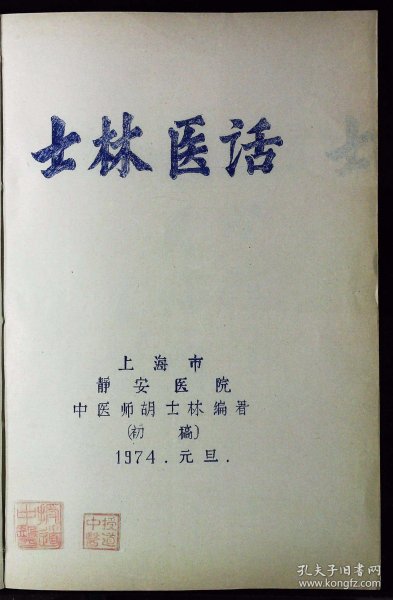 士林医话
上海市
静安医院
中医师胡士林编著
(初稿)
1974.元旦.
孔夫子旧书网
www.kongfz.com